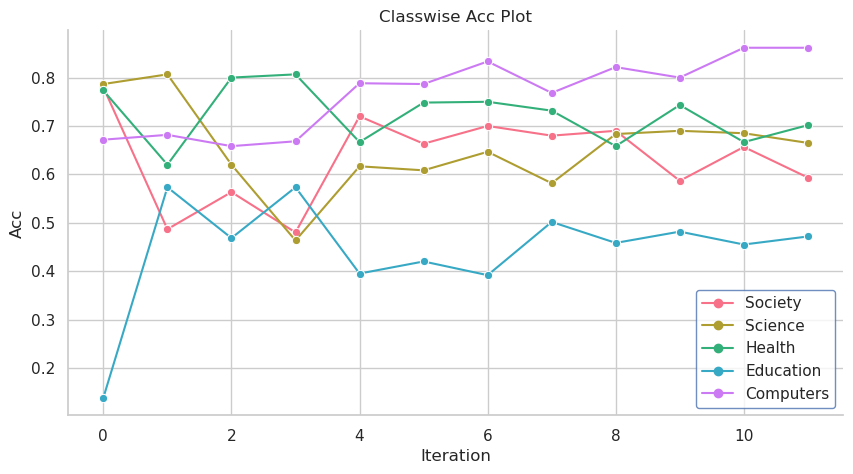 Classwise Acc Plot
Acc
0.8
0.7
0.6
0.5
0.4
0.3
0.2
0
2
4
6
8
10
Iteration
Society
Science
Health
Education
Computers